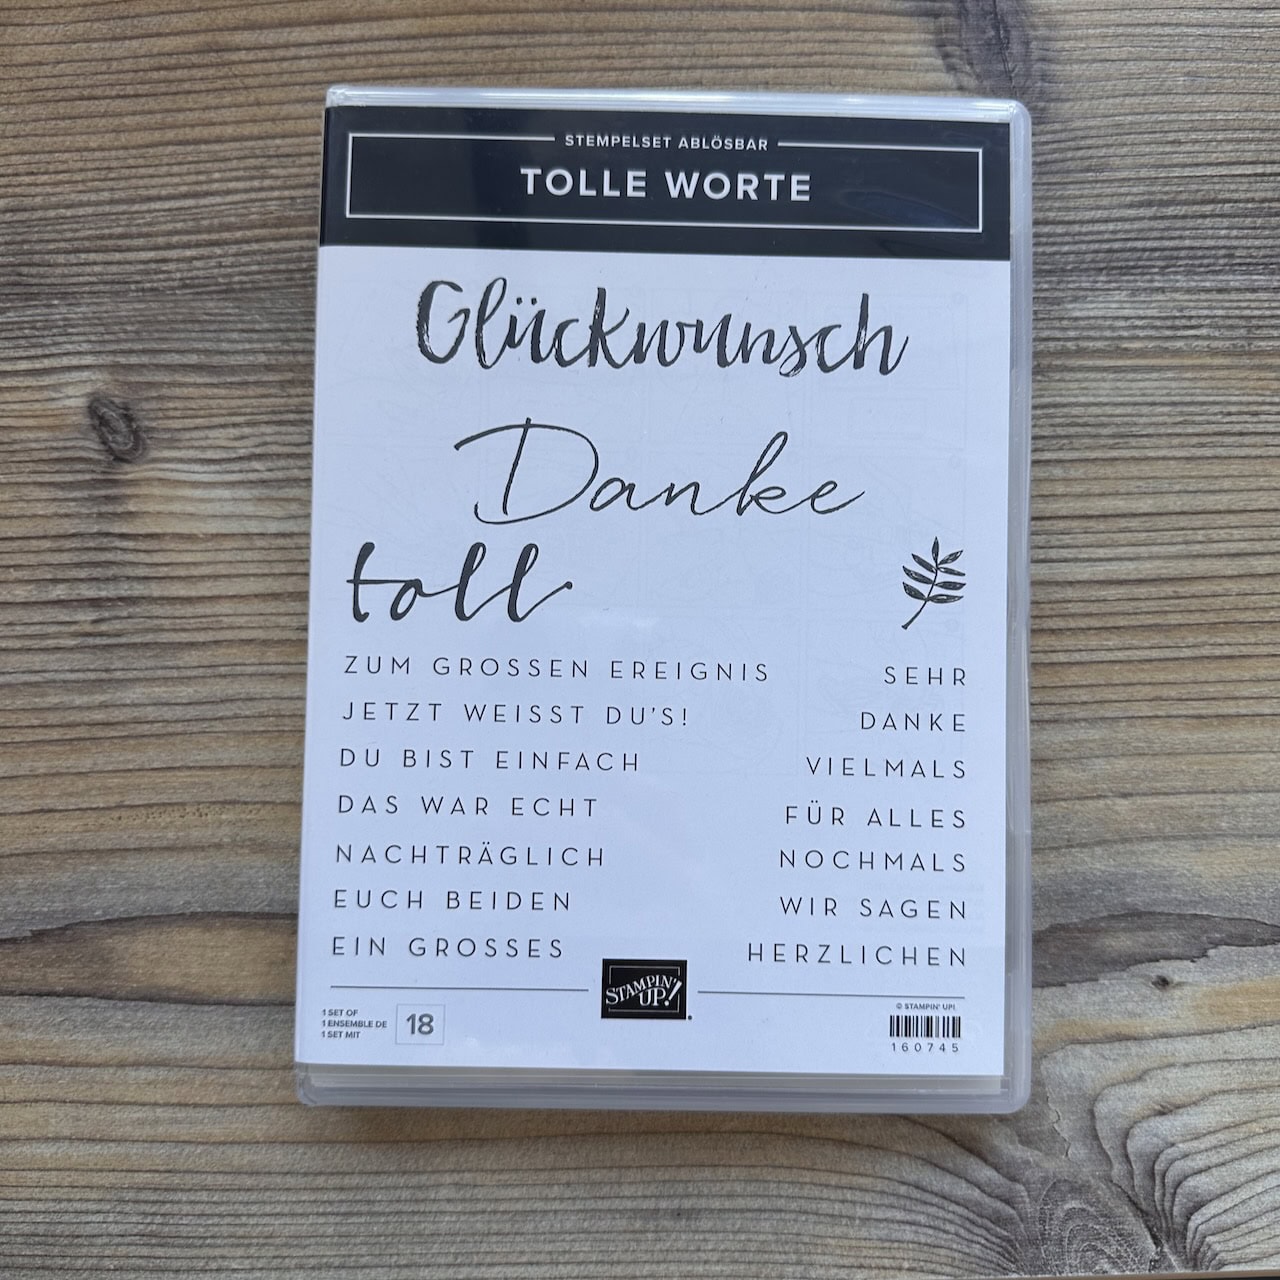 STEMPELSET ABLÖSBAR
TOLLE WORTE
Glückwunsch
Danke
toll
ZUM GROSSEN EREIGNIS
JETZT WEISST DU'S!
DU BIST EINFACH
DAS WAR ECHT
NACHTRÄGLICH
EUCH BEIDEN
EIN GROSSES
SEHR
DANKE
VIELMALS
FÜR ALLES
NOCHMALS
WIR SAGEN
HERZLICHEN
STAMPIN'
UP!
1 SET OF
1 ENSEMBLE DE
1 SET MIT
18
© STAMPIN' UP!.
160745